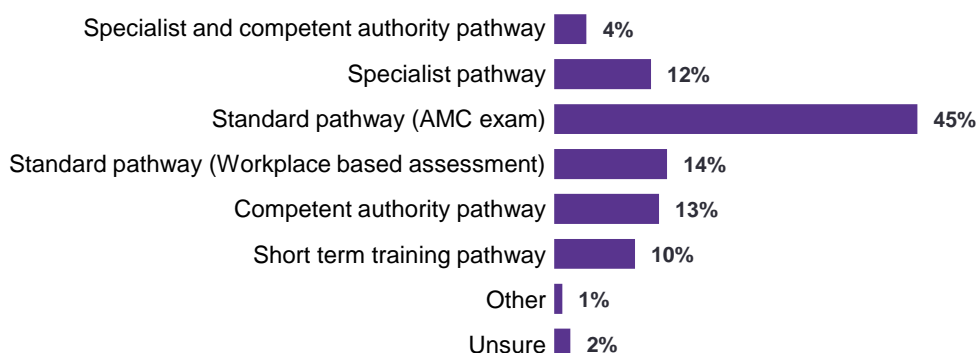 Specialist and competent authority pathway 4%
Specialist pathway 12%
Standard pathway (AMC exam) 45%
Standard pathway (Workplace based assessment) 14%
Competent authority pathway 13%
Short term training pathway 10%
Other 1%
Unsure 2%